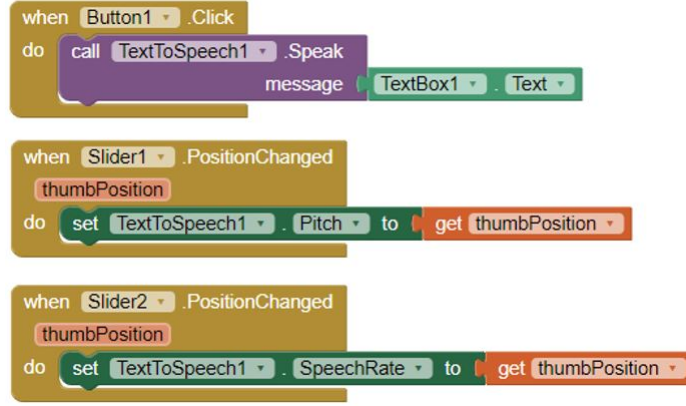 when Button1 .Click
do call TextToSpeech1 .Speak
message TextBox1 . Text
when Slider1 .PositionChanged
thumbPosition
do set TextToSpeech1 . Pitch to get thumbPosition
when Slider2 .PositionChanged
thumbPosition
do set TextToSpeech1 . SpeechRate to get thumbPosition